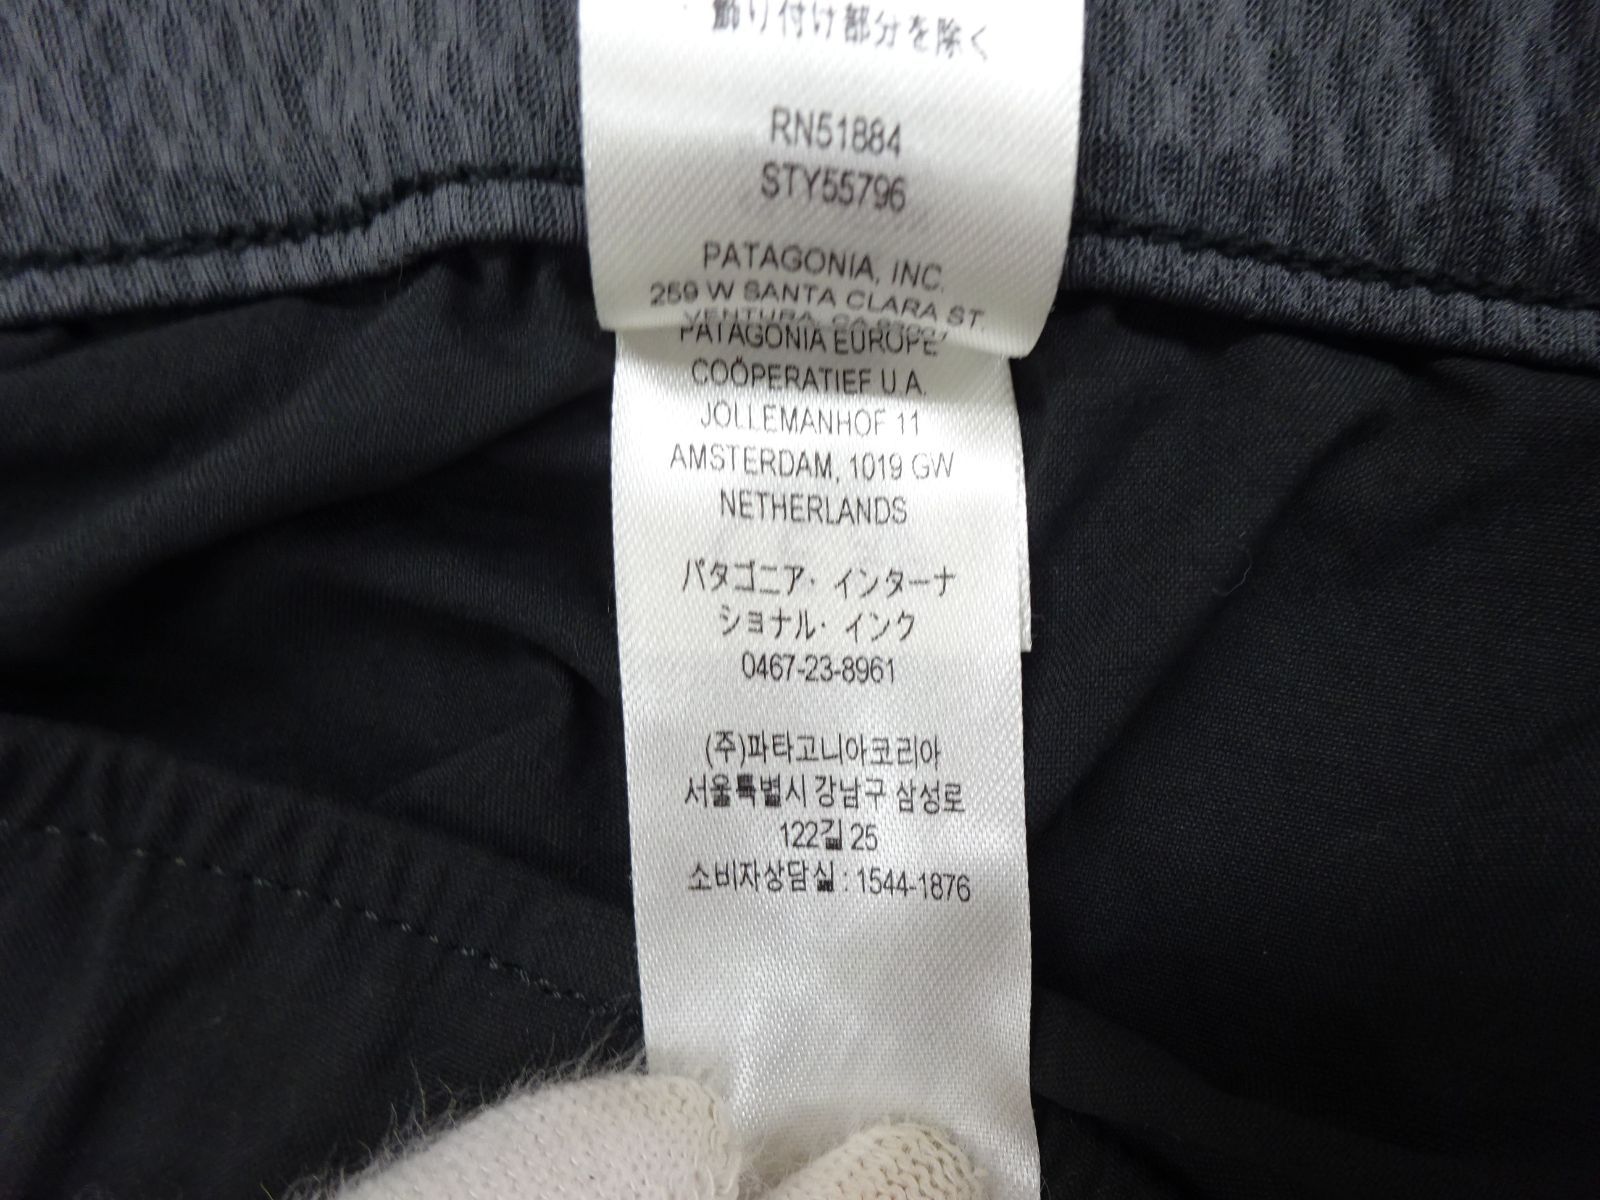 飾り付け部分を除く
RN51884
STY55796
PATAGONIA, INC.
259 W SANTA CLARA ST.
VENTURA, CA 93001
PATAGONIA EUROPE
COÖPERATIEF U.A.
JOLLEMANHOF 11
AMSTERDAM, 1019 GW
NETHERLANDS
パタゴニア・インターナ
ショナル・インク
0467-23-8961
(주)파타고니아코리아
서울특별시 강남구 삼성로
122길 25
소비자상담실 : 1544-1876